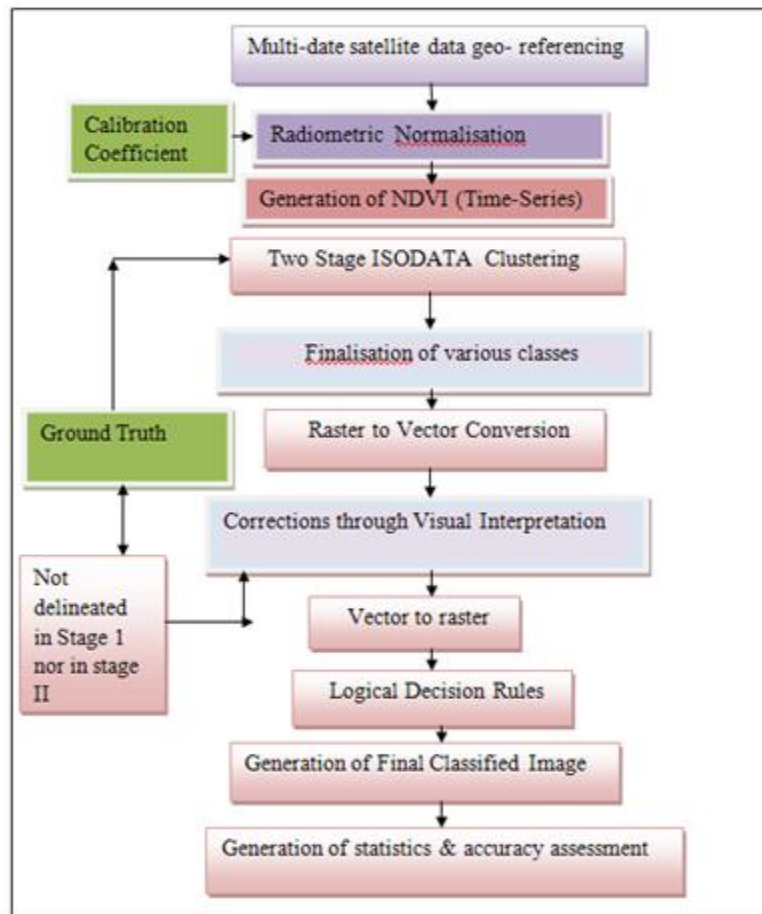 Multi-date satellite data geo- referencing
Calibration
Coefficient
Radiometric Normalisation
Generation of NDVI (Time-Series)
Two Stage ISODATA Clustering
Finalisation of various classes
Ground Truth
Raster to Vector Conversion
Corrections through Visual Interpretation
Not
delineated
in Stage 1
nor in stage
II
Vector to raster
Logical Decision Rules
Generation of Final Classified Image
Generation of statistics & accuracy assessment